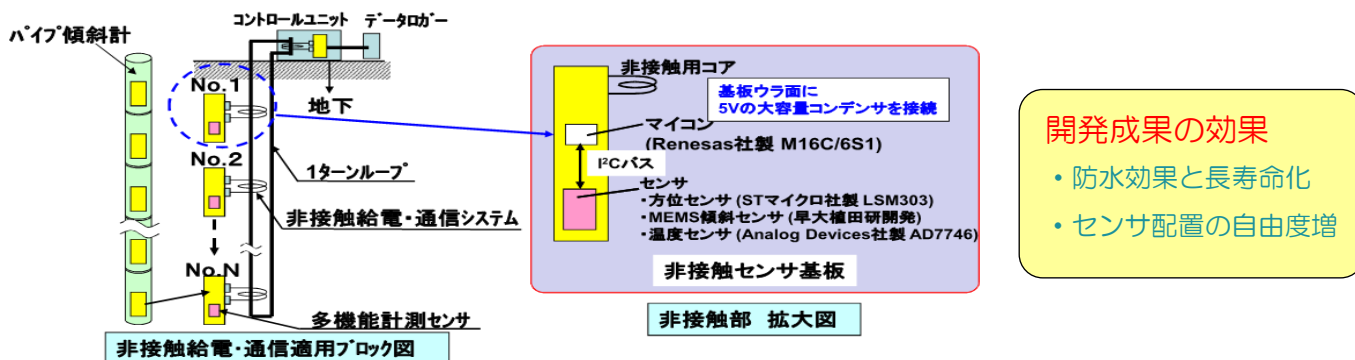 コントロールユニット
データロガー
パイプ傾斜計
No.1
地下
No.2
1ターンループ
非接触給電・通信システム
No.N
多機能計測センサ
非接触給電・通信適用ブロック図
非接触用コア
基板ウラ面に
5Vの大容量コンデンサを接続
マイコン
(Renesas社製 M16C/6S1)
I²Cバス
センサ
・方位センサ (STマイクロ社製 LSM303)
・MEMS傾斜センサ (早大植田研開発)
・温度センサ (Analog Devices社製 AD7746)
非接触センサ基板
非接触部 拡大図
開発成果の効果
・防水効果と長寿命化
・センサ配置の自由度増